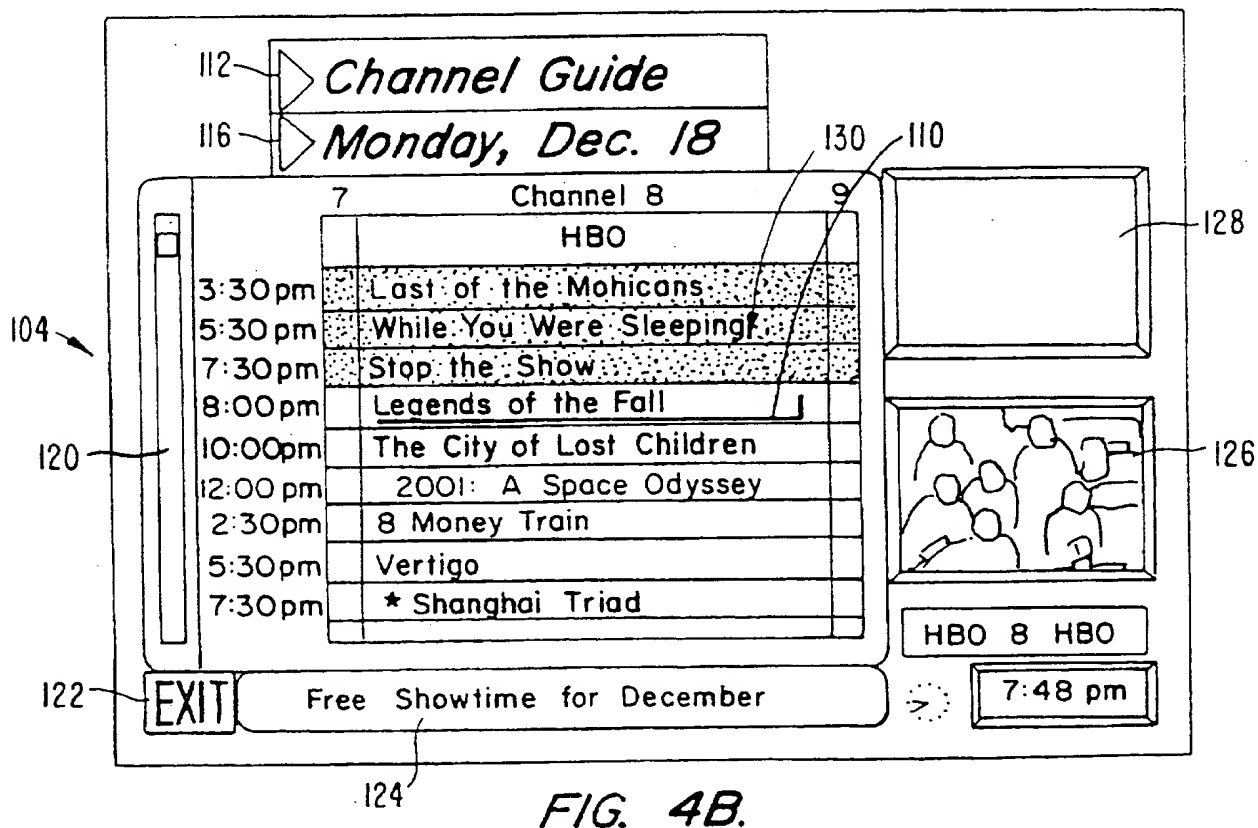 112 Channel Guide
116 Monday, Dec. 18 130 110
7 Channel 8 9
HBO
128
3:30pm Last of the Mohicans
5:30pm While You Were Sleeping
104
7:30pm Stop the Show
8:00pm Legends of the Fall
10:00pm The City of Lost Children
120 126
12:00 pm 2001: A Space Odyssey
2:30pm 8 Money Train
5:30pm Vertigo
7:30pm ★ Shanghai Triad
HBO 8 HBO
122 EXIT Free Showtime for December 7:48 pm
124
FIG. 4B.